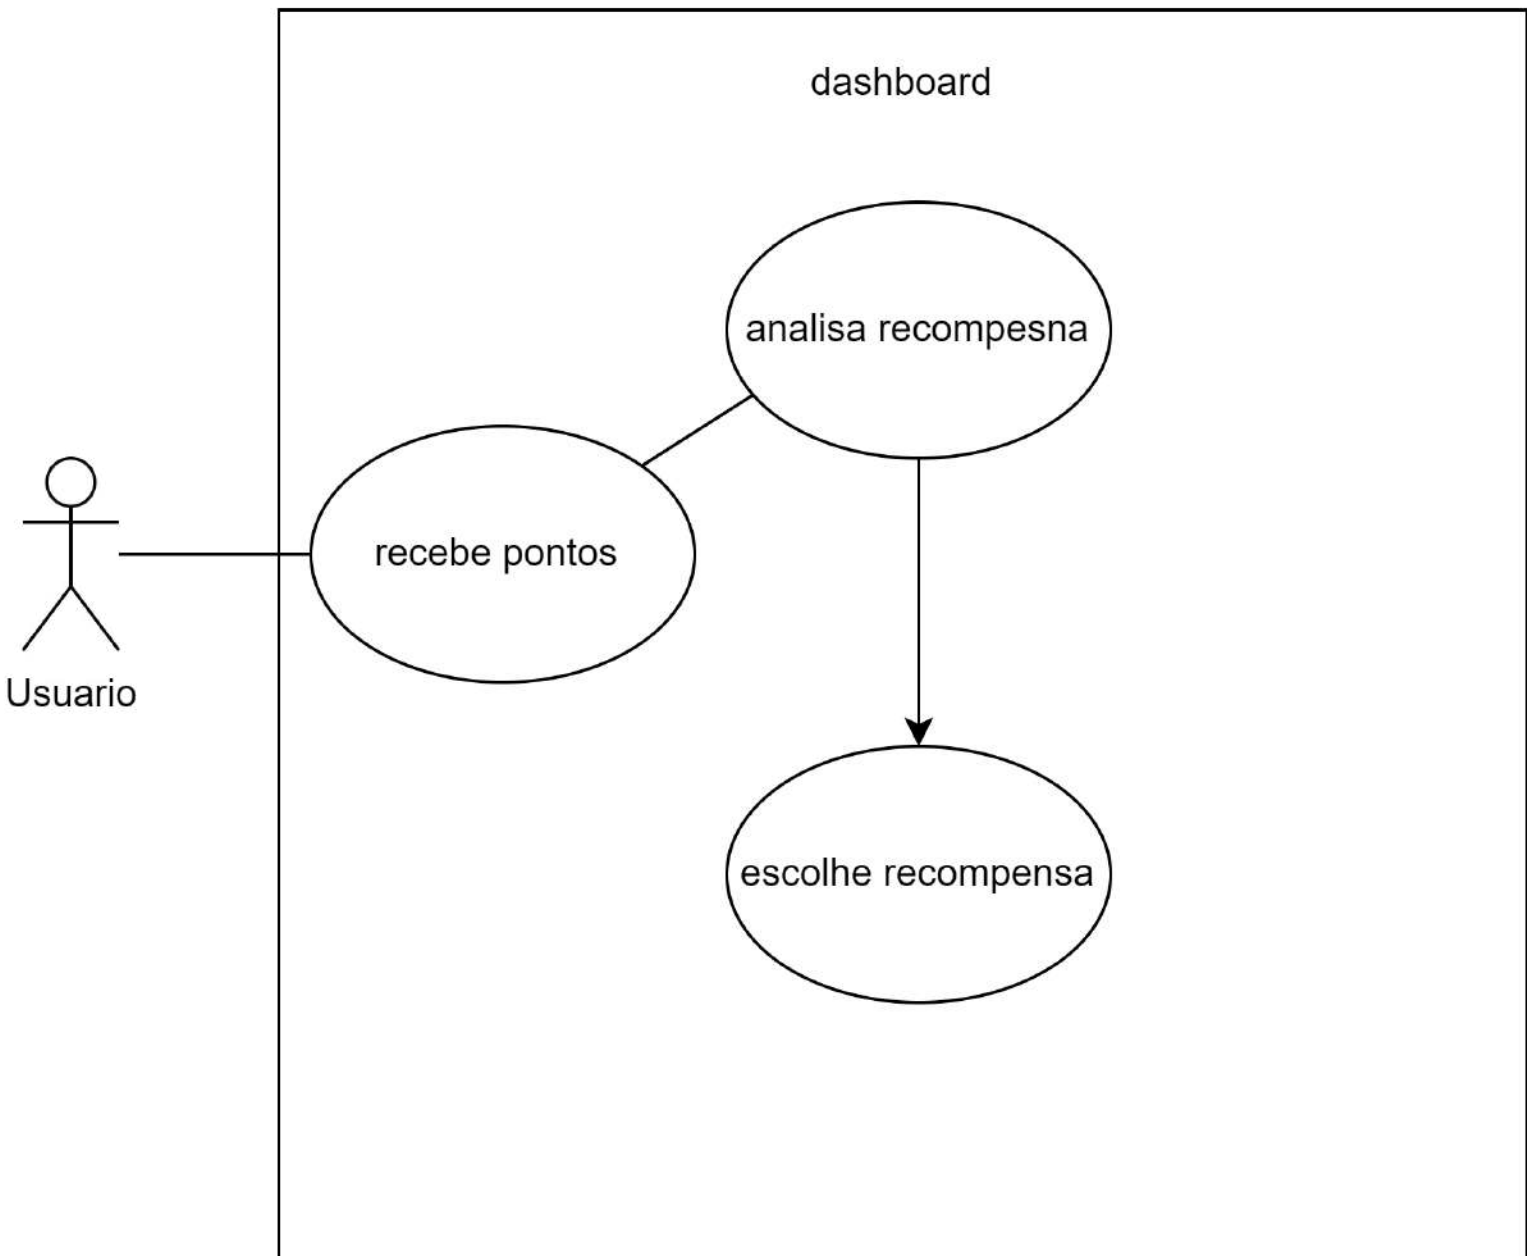 dashboard
analisa recompesna
recebe pontos
Usuario
escolhe recompensa